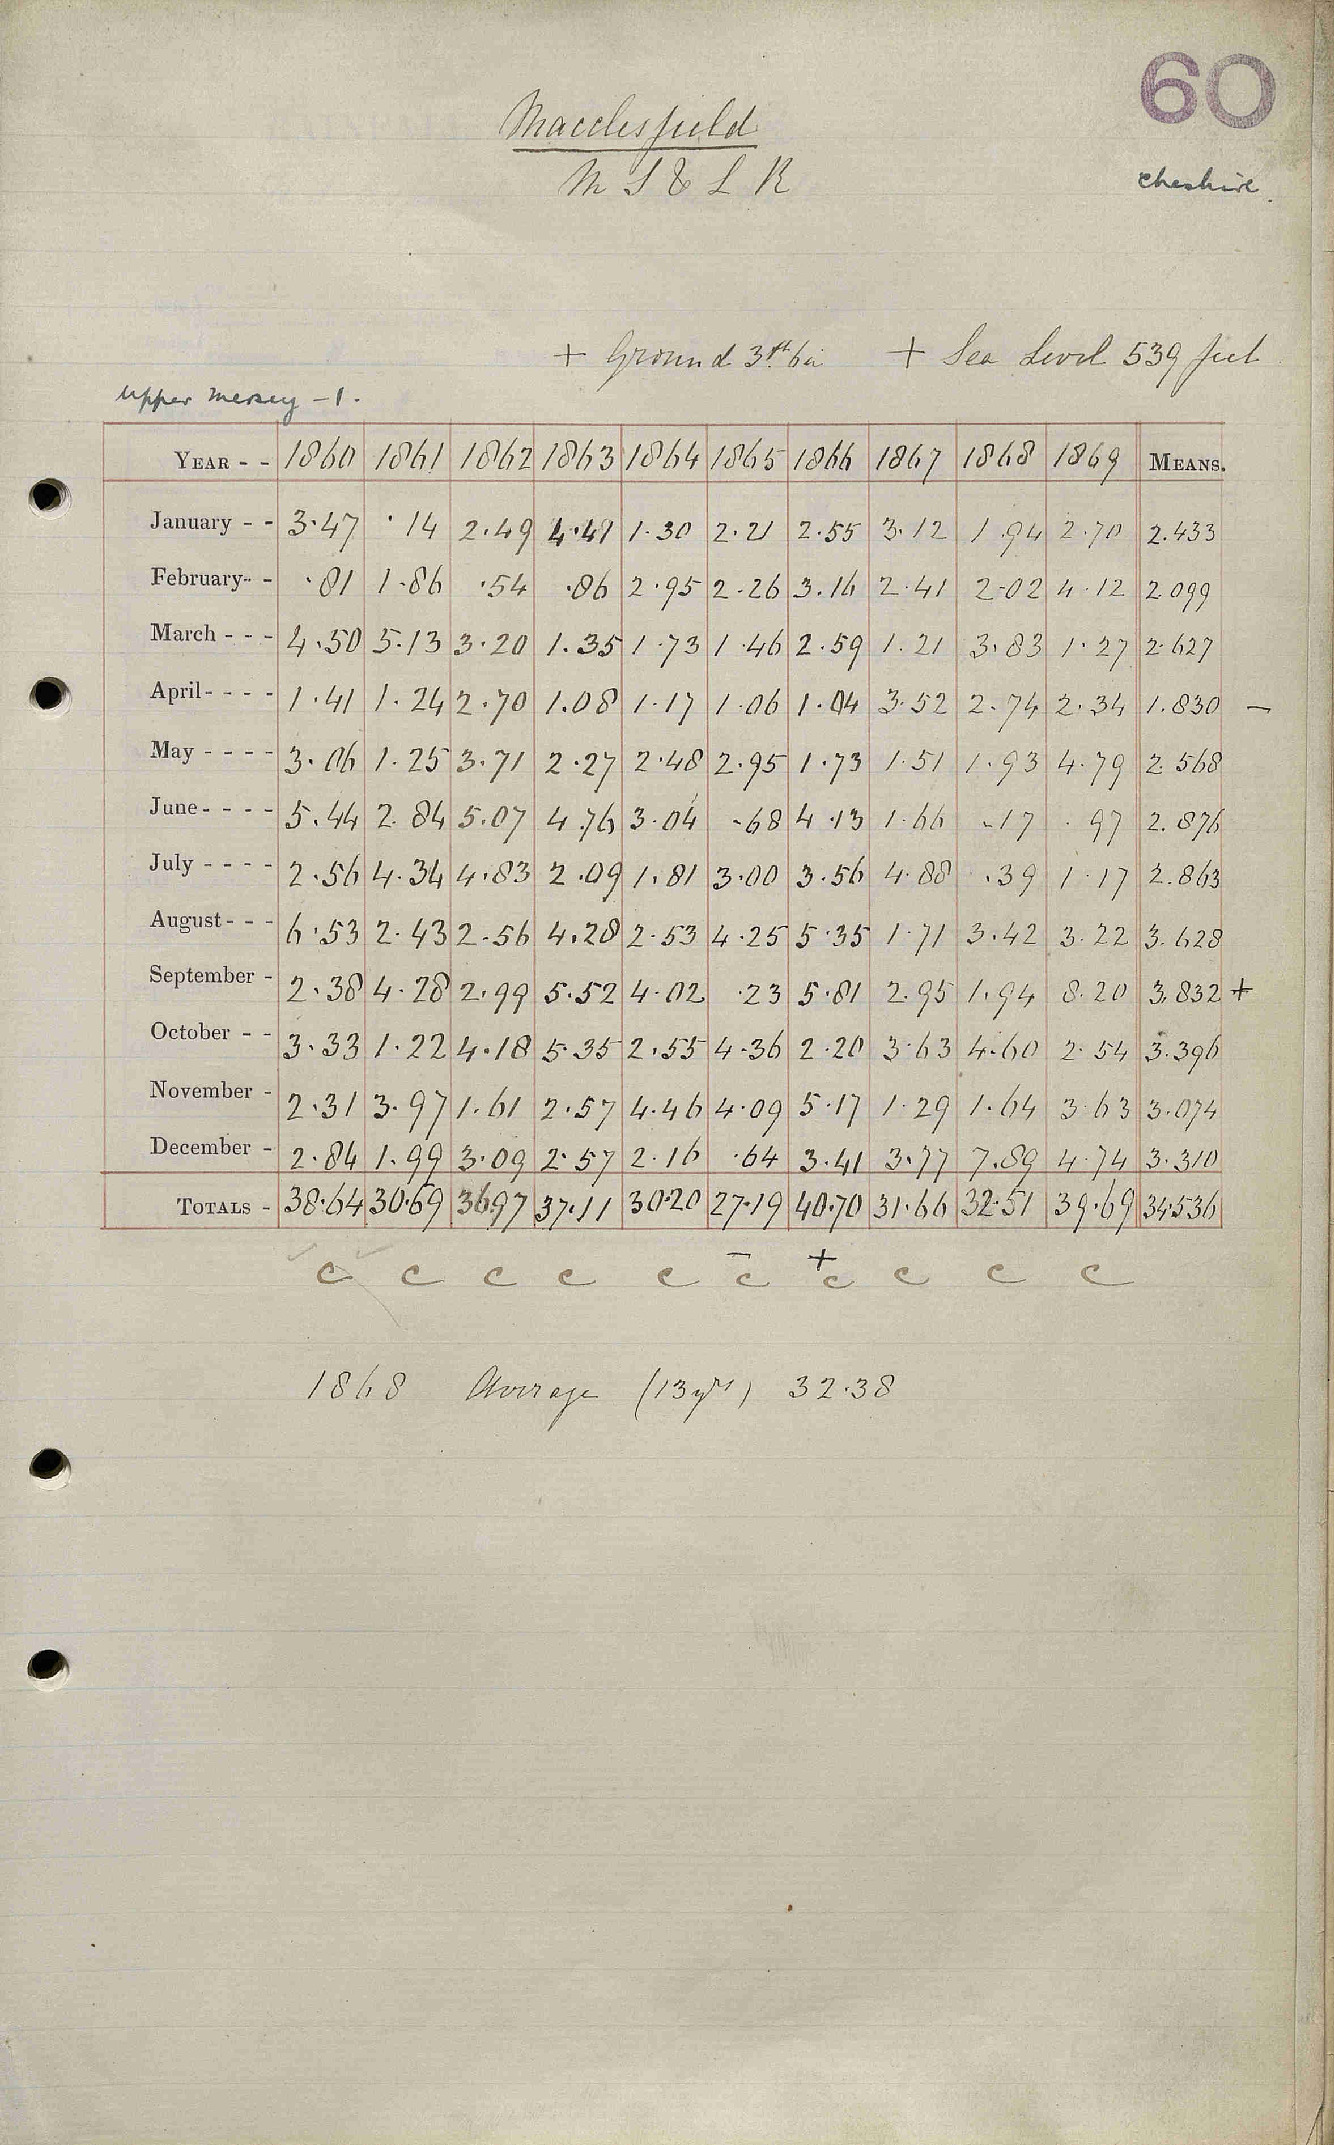 60
Macclesfield
M S & L R
Cheshire.
+ Ground 3ft 6in + Sea Level 539 feet
Upper Mersey - 1.
YEAR - - 1860 1861 1862 1863 1864 1865 1866 1867 1868 1869 MEANS.
January - - 3.47 .14 2.49 4.41 1.30 2.21 2.55 3.12 1.94 2.70 2.433
February- - .81 1.86 .54 .86 2.95 2.26 3.16 2.41 2.02 4.12 2.099
March - - - 4.50 5.13 3.20 1.35 1.73 1.46 2.59 1.21 3.83 1.27 2.627
April- - - - 1.41 1.24 2.70 1.08 1.17 1.06 1.04 3.52 2.74 2.34 1.830 -
May - - - - 3.06 1.25 3.71 2.27 2.48 2.95 1.73 1.51 1.93 4.79 2.568
June- - - - 5.44 2.84 5.07 4.76 3.04 .68 4.13 1.66 .17 .97 2.876
July - - - - 2.56 4.34 4.83 2.09 1.81 3.00 3.56 4.88 .39 1.17 2.863
August- - - 6.53 2.43 2.56 4.28 2.53 4.25 5.35 1.71 3.42 3.22 3.628
September - 2.38 4.28 2.99 5.52 4.02 .23 5.81 2.95 1.94 8.20 3.832 +
October - - 3.33 1.22 4.18 5.35 2.55 4.36 2.20 3.63 4.60 2.54 3.396
November - 2.31 3.97 1.61 2.57 4.46 4.09 5.17 1.29 1.64 3.63 3.074
December - 2.84 1.99 3.09 2.57 2.16 .64 3.41 3.77 7.89 4.74 3.310
TOTALS - 38.64 30.69 36.97 37.11 30.20 27.19 40.70 31.66 32.51 39.69 34.536
- +
c c c c c c c c c c
1868 Average (13 yrs) 32.38